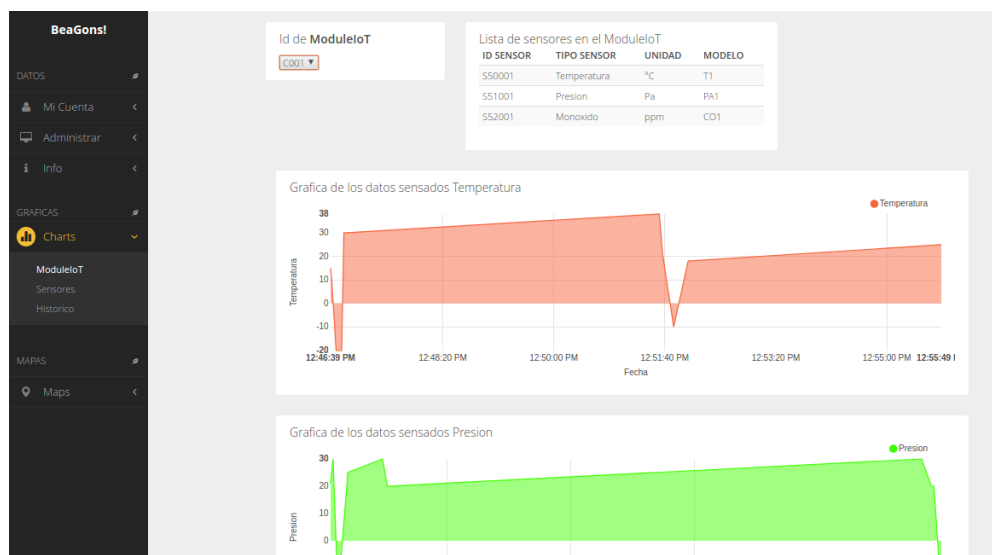 BeaGons!
DATOS
Mi Cuenta
Administrar
Info
GRAFICAS
Charts
ModuleIoT
Sensores
Historico
MAPAS
Maps
Id de ModuleIoT
C001
Lista de sensores en el ModuleIoT
ID SENSOR TIPO SENSOR UNIDAD MODELO
S50001 Temperatura °C T1
S51001 Presion Pa PA1
S52001 Monoxido ppm CO1
Grafica de los datos sensados Temperatura
Temperatura
38
30
20
10
0
-10
-20
Temperatura
12:46:39 PM 12:48:20 PM 12:50:00 PM 12:51:40 PM 12:53:20 PM 12:55:00 PM 12:55:49
Fecha
Grafica de los datos sensados Presion
Presion
30
20
10
0
Presion